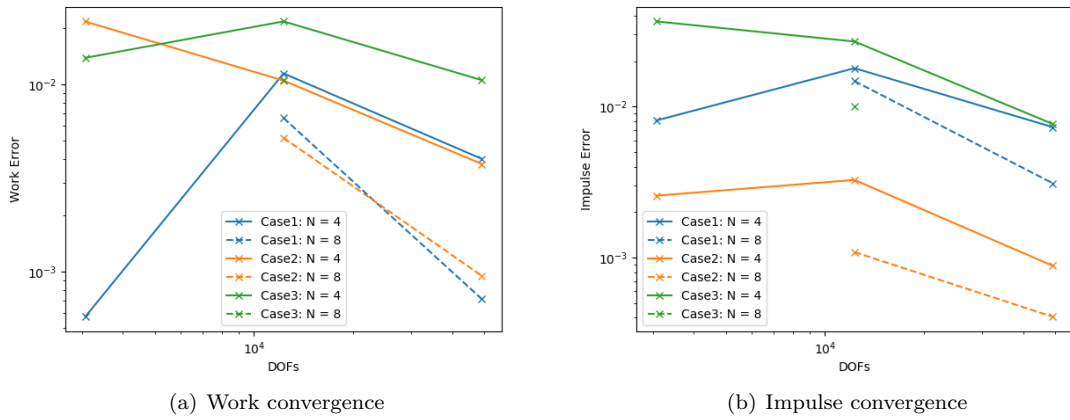 10⁻²
10⁻³
Work Error
Case1: N = 4
Case1: N = 8
Case2: N = 4
Case2: N = 8
Case3: N = 4
Case3: N = 8
10⁴
DOFs
(a) Work convergence
10⁻²
10⁻³
Impulse Error
Case1: N = 4
Case1: N = 8
Case2: N = 4
Case2: N = 8
Case3: N = 4
Case3: N = 8
10⁴
DOFs
(b) Impulse convergence